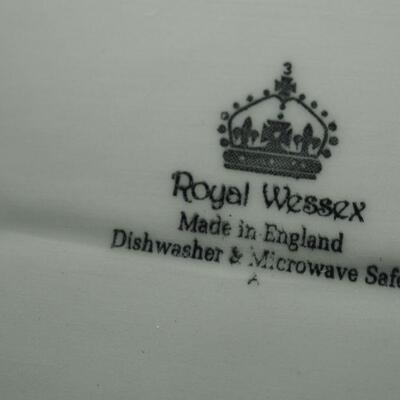 3
Royal Wessex
Made in England
Dishwasher & Microwave Safe
A